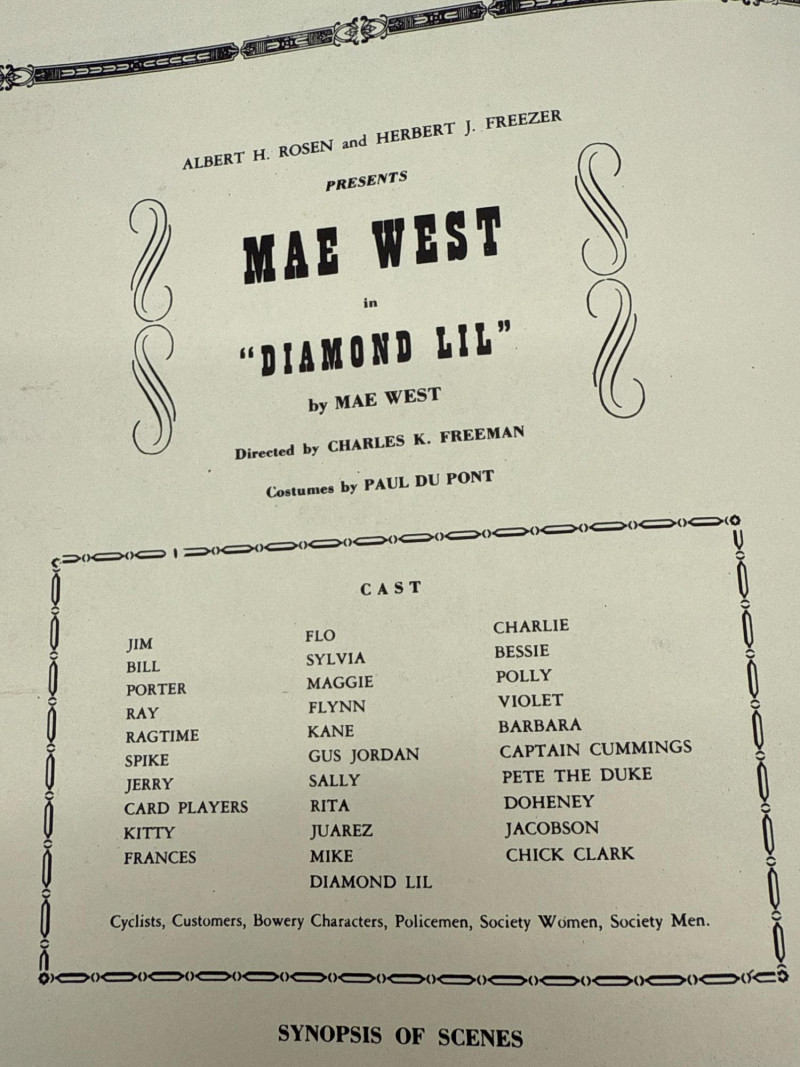 ALBERT H. ROSEN and HERBERT J. FREEZER
PRESENTS
MAE WEST
in
"DIAMOND LIL"
by MAE WEST
Directed by CHARLES K. FREEMAN
Costumes by PAUL DU PONT
CAST
JIM
BILL
PORTER
RAY
RAGTIME
SPIKE
JERRY
CARD PLAYERS
KITTY
FRANCES
FLO
SYLVIA
MAGGIE
FLYNN
KANE
GUS JORDAN
SALLY
RITA
JUAREZ
MIKE
DIAMOND LIL
CHARLIE
BESSIE
POLLY
VIOLET
BARBARA
CAPTAIN CUMMINGS
PETE THE DUKE
DOHENEY
JACOBSON
CHICK CLARK
Cyclists, Customers, Bowery Characters, Policemen, Society Women, Society Men.
SYNOPSIS OF SCENES